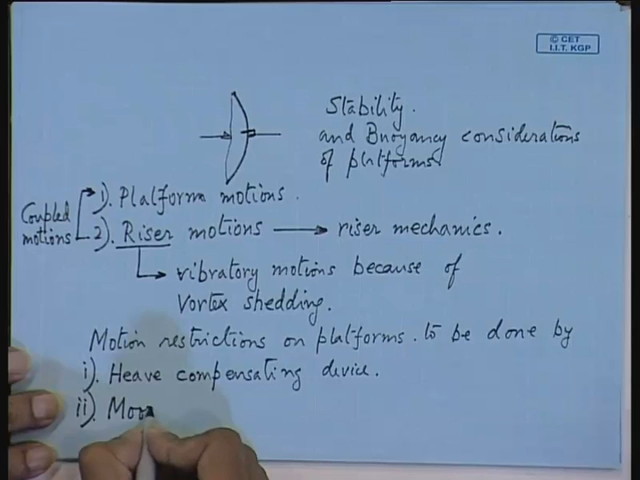 © CET
I.I.T. KGP
Stability.
and Buoyancy considerations
of platforms
Coupled
motions
1). Platform motions.
2). Riser motions → riser mechanics.
vibratory motions because of
Vortex shedding.
Motion restrictions on platforms. to be done by
i). Heave compensating device.
ii). Moo